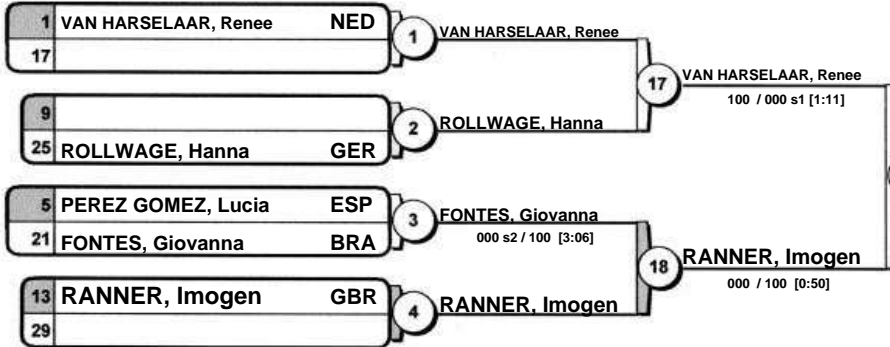 1 VAN HARSELAAR, Renee NED
17
1 VAN HARSELAAR, Renee
9
25 ROLLWAGE, Hanna GER
2 ROLLWAGE, Hanna
17 VAN HARSELAAR, Renee
100 / 000 s1 [1:11]
5 PEREZ GOMEZ, Lucia ESP
21 FONTES, Giovanna BRA
3 FONTES, Giovanna
000 s2 / 100 [3:06]
13 RANNER, Imogen GBR
29
4 RANNER, Imogen
18 RANNER, Imogen
000 / 100 [0:50]